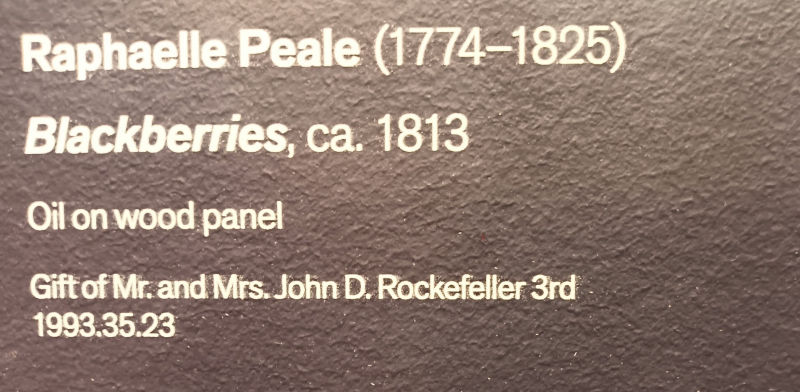 Raphaelle Peale (1774–1825)
Blackberries, ca. 1813
Oil on wood panel
Gift of Mr. and Mrs. John D. Rockefeller 3rd
1993.35.23